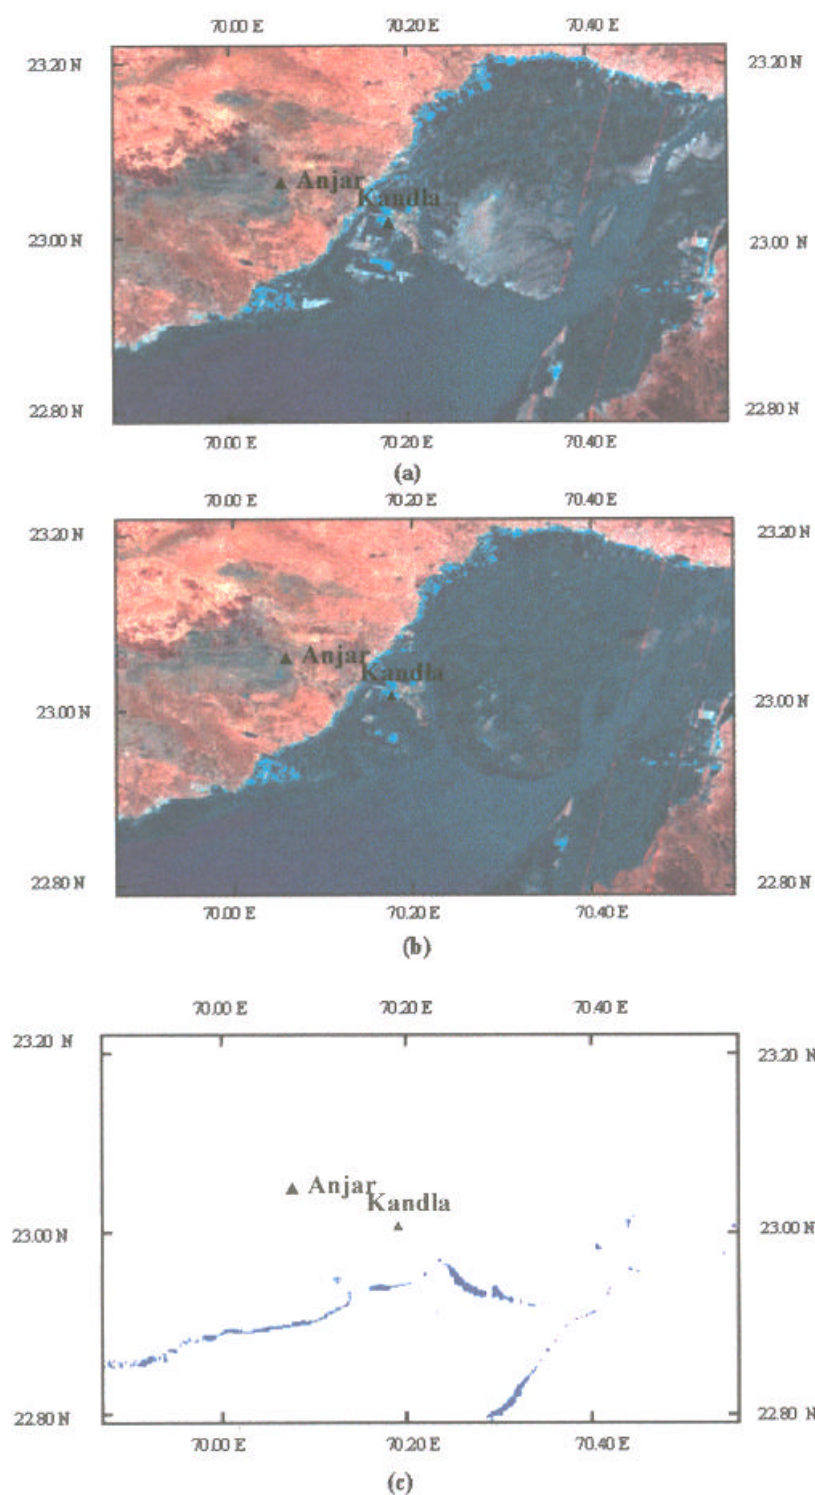 70.00 E 70.20 E 70.40 E
23.20 N 23.20 N
Anjar
Kandla
23.00 N 23.00 N
22.80 N 22.80 N
70.00 E 70.20 E 70.40 E
(a)
70.00 E 70.20 E 70.40 E
23.20 N 23.20 N
Anjar
Kandla
23.00 N 23.00 N
22.80 N 22.80 N
70.00 E 70.20 E 70.40 E
(b)
70.00 E 70.20 E 70.40 E
23.20 N 23.20 N
Anjar
Kandla
23.00 N 23.00 N
22.80 N 22.80 N
70.00 E 70.20 E 70.40 E
(c)